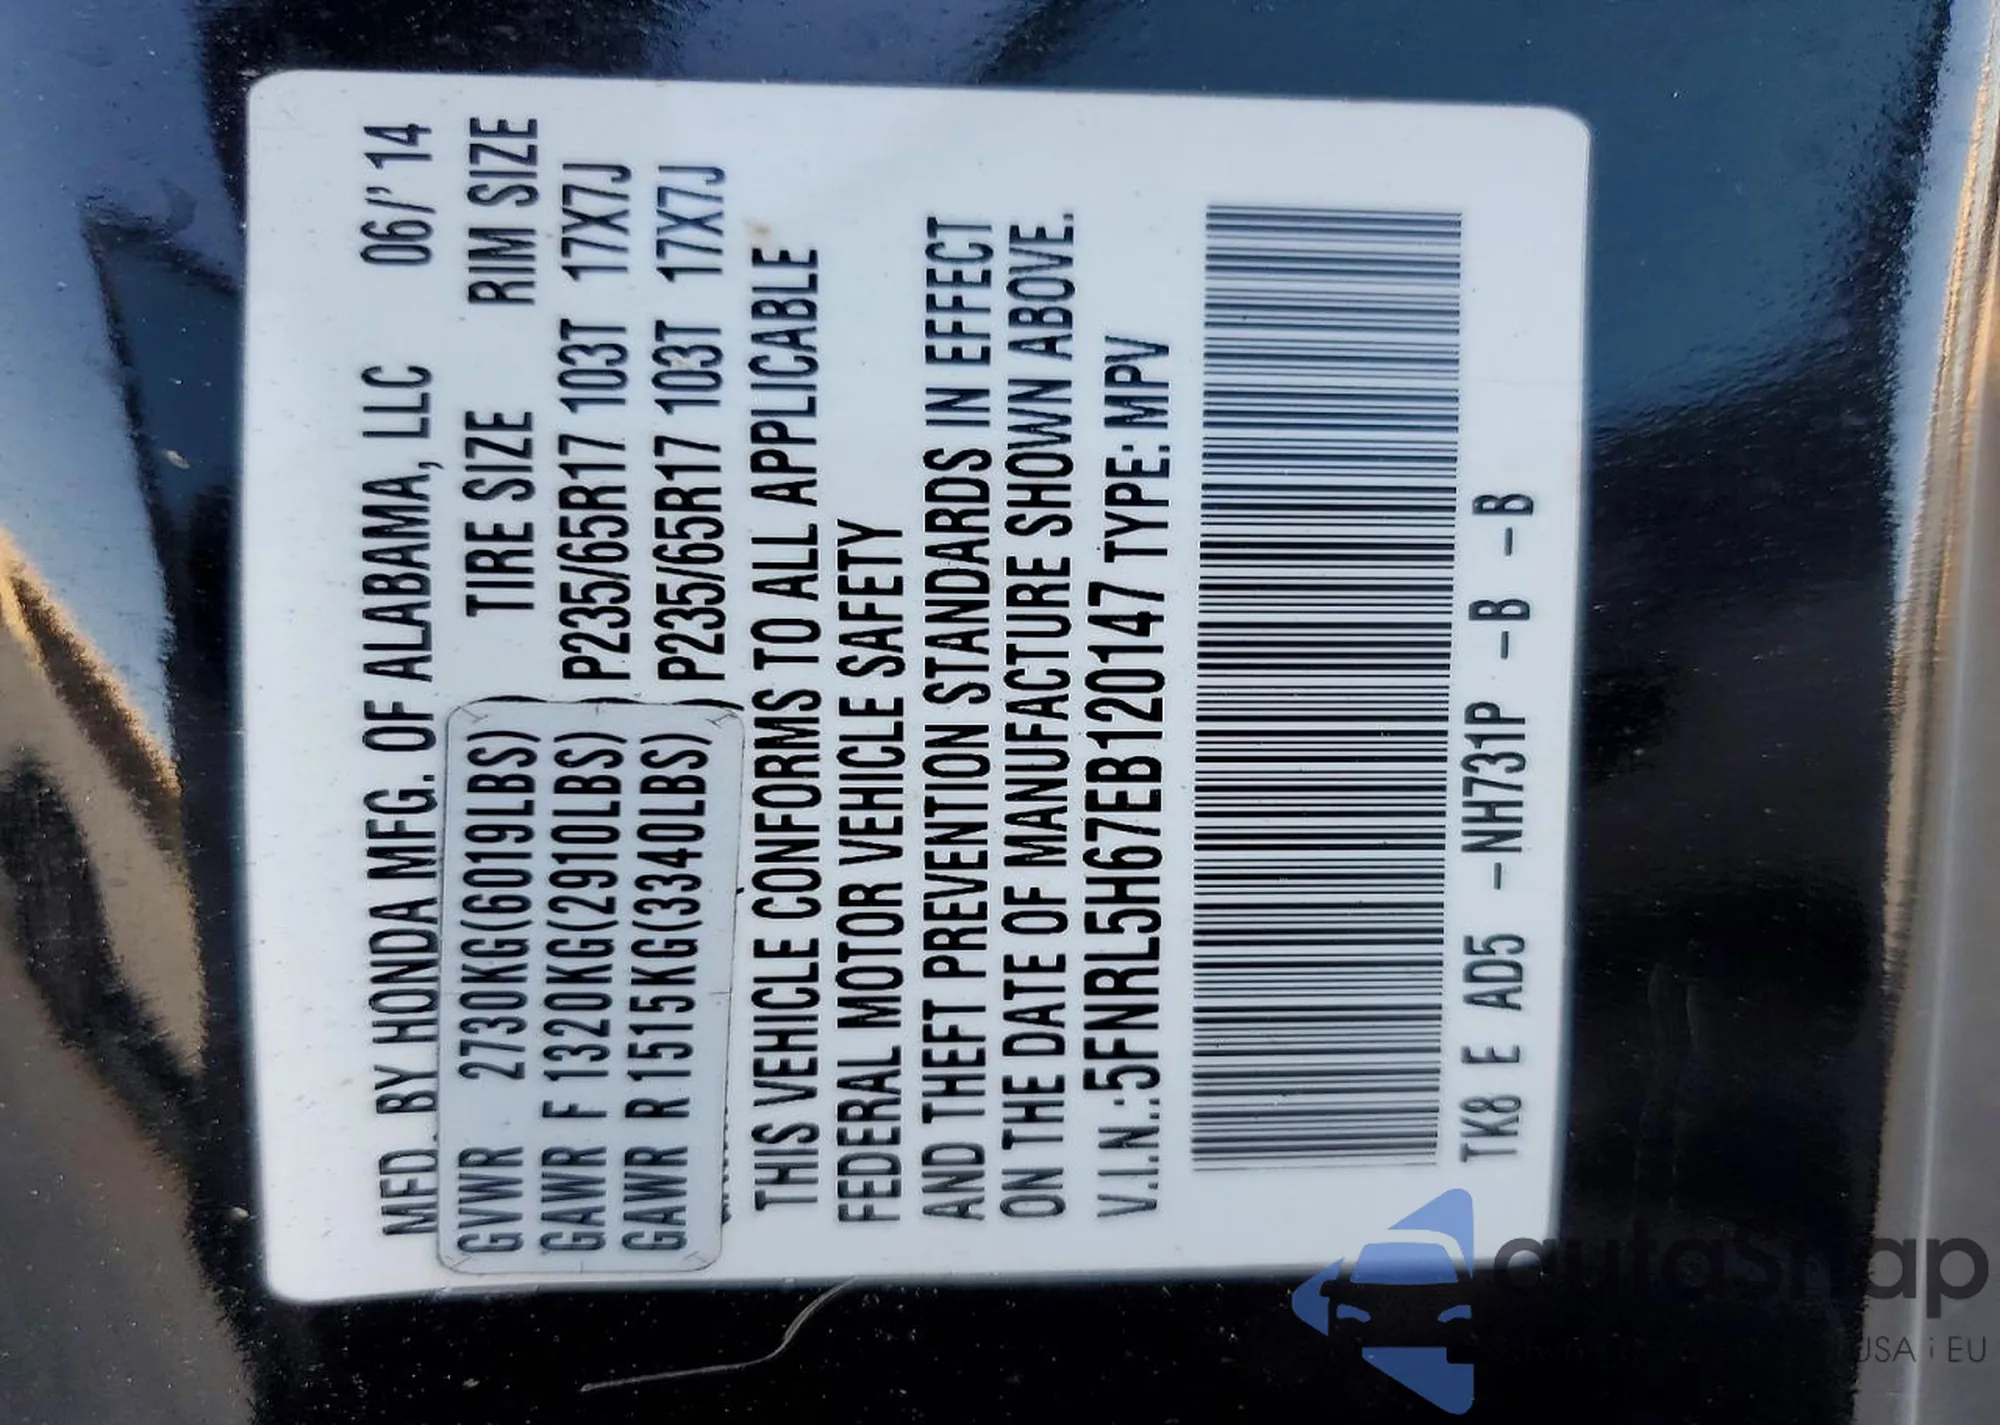 MFD. BY HONDA MFG. OF ALABAMA, LLC 06/'14
TIRE SIZE RIM SIZE
GVWR 2730KG(6019LBS)
GAWR F 1320KG(2910LBS) P235/65R17 103T 17X7J
GAWR R 1515KG(3340LBS) P235/65R17 103T 17X7J
THIS VEHICLE CONFORMS TO ALL APPLICABLE
FEDERAL MOTOR VEHICLE SAFETY
AND THEFT PREVENTION STANDARDS IN EFFECT
ON THE DATE OF MANUFACTURE SHOWN ABOVE.
V.I.N.:5FNRL5H67EB120147 TYPE: MPV
TK8 E AD5 -NH731P -B -B
autasnap
USA i EU